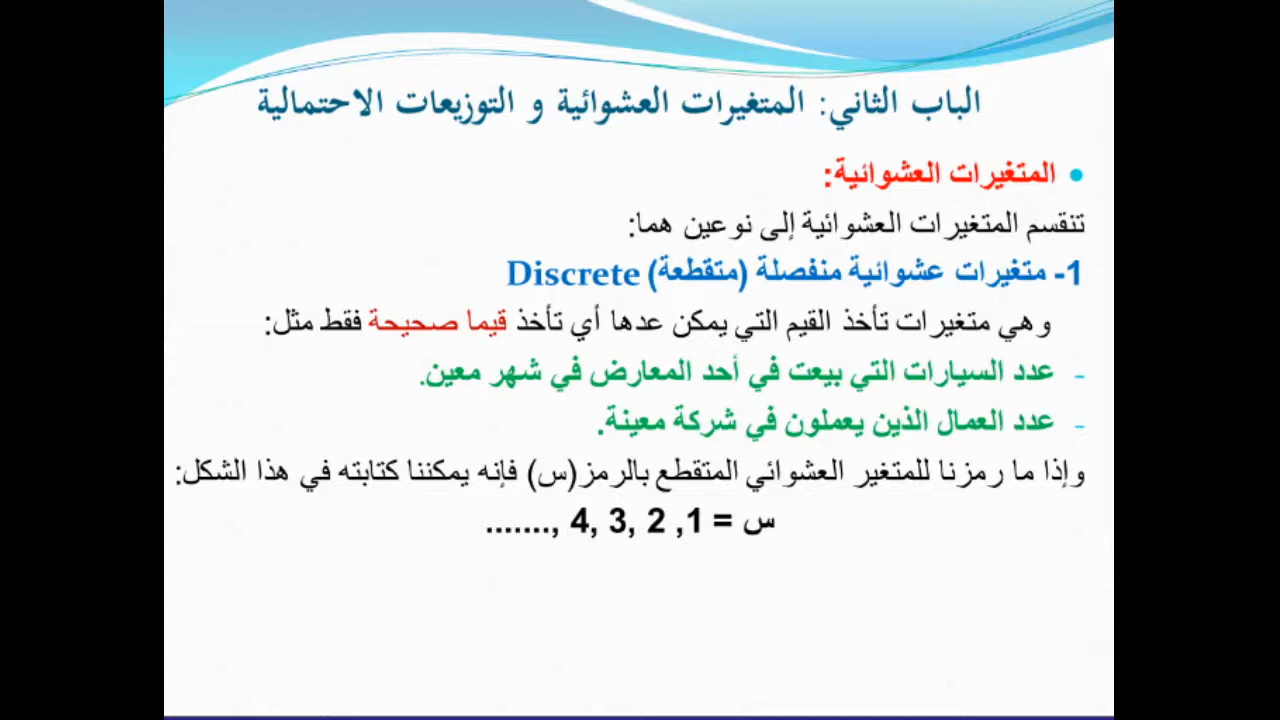 الباب الثاني: المتغيرات العشوائية و التوزيعات الاحتمالية
• المتغيرات العشوائية:
تنقسم المتغيرات العشوائية إلى نوعين هما:
1- متغيرات عشوائية منفصلة (متقطعة) Discrete
وهي متغيرات تأخذ القيم التي يمكن عدها أي تأخذ قيما صحيحة فقط مثل:
- عدد السيارات التي بيعت في أحد المعارض في شهر معين.
- عدد العمال الذين يعملون في شركة معينة.
وإذا ما رمزنا للمتغير العشوائي المتقطع بالرمز(س) فإنه يمكننا كتابته في هذا الشكل:
س = 1, 2 ,3 ,4 ,.......